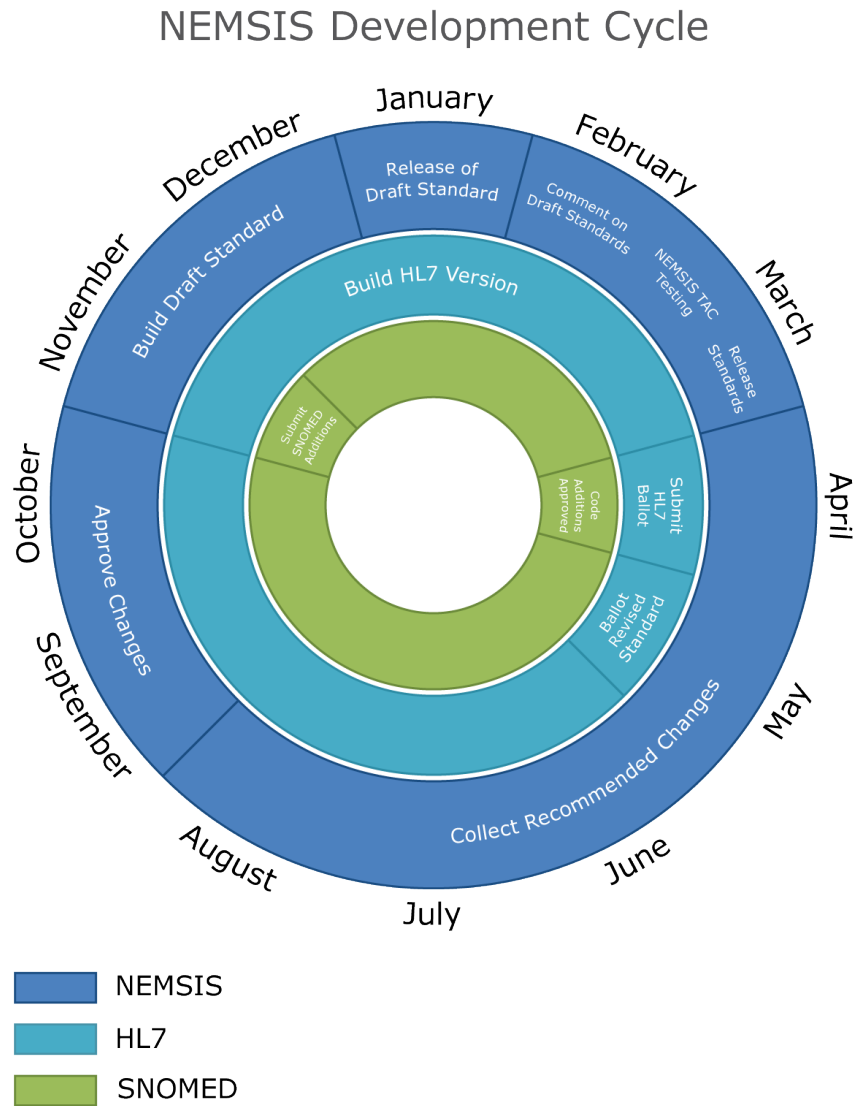 NEMSIS Development Cycle
January
February
March
April
May
June
July
August
September
October
November
December
Release of
Draft Standard
Comment on
Draft Standards
NEMSIS TAC
Testing
Release
Standards
Collect Recommended Changes
Approve Changes
Build Draft Standard
Build HL7 Version
Submit
HL7
Ballot
Ballot
Revised
Standard
Submit
SNOMED
Additions
Code
Additions
Approved
NEMSIS
HL7
SNOMED